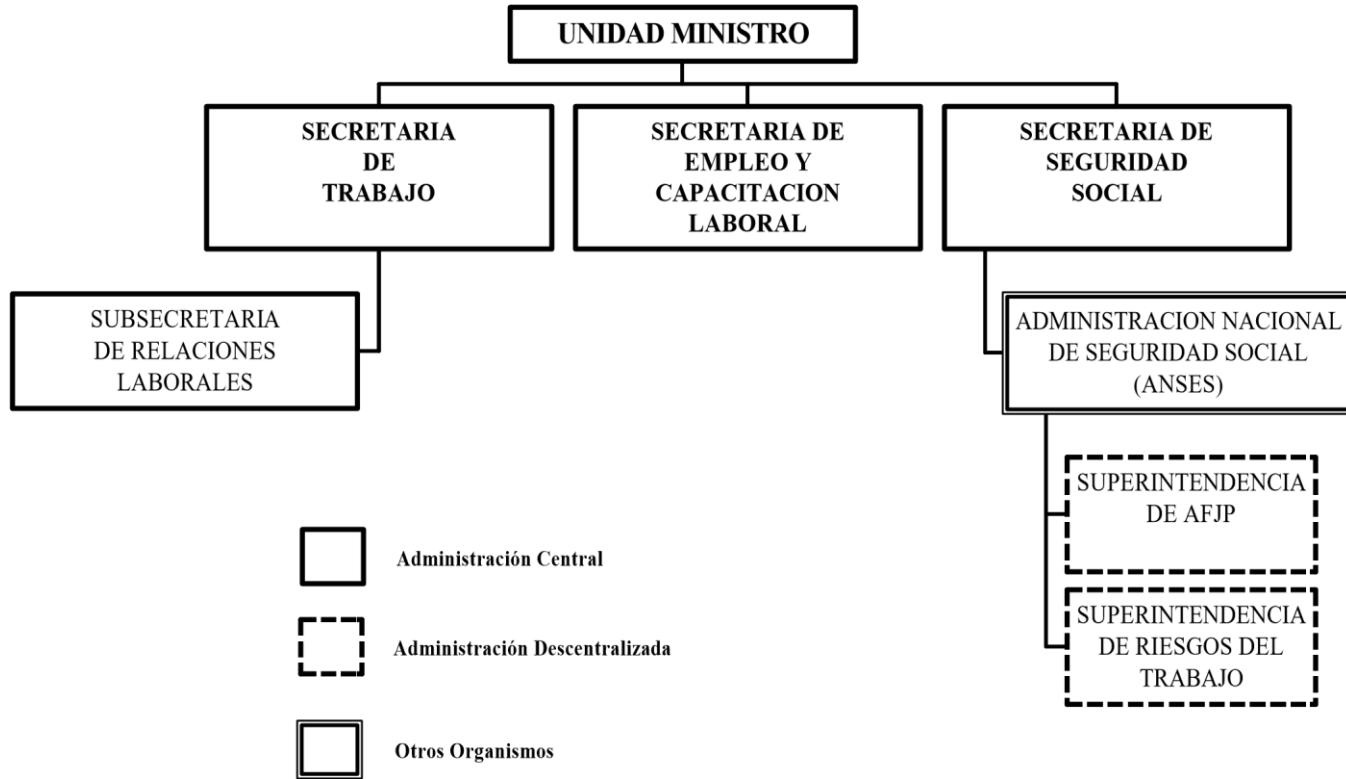 UNIDAD MINISTRO
SECRETARIA
DE
TRABAJO
SECRETARIA DE
EMPLEO Y
CAPACITACION
LABORAL
SECRETARIA DE
SEGURIDAD
SOCIAL
SUBSECRETARIA
DE RELACIONES
LABORALES
ADMINISTRACION NACIONAL
DE SEGURIDAD SOCIAL
(ANSES)
SUPERINTENDENCIA
DE AFJP
SUPERINTENDENCIA
DE RIESGOS DEL
TRABAJO
Administración Central
Administración Descentralizada
Otros Organismos